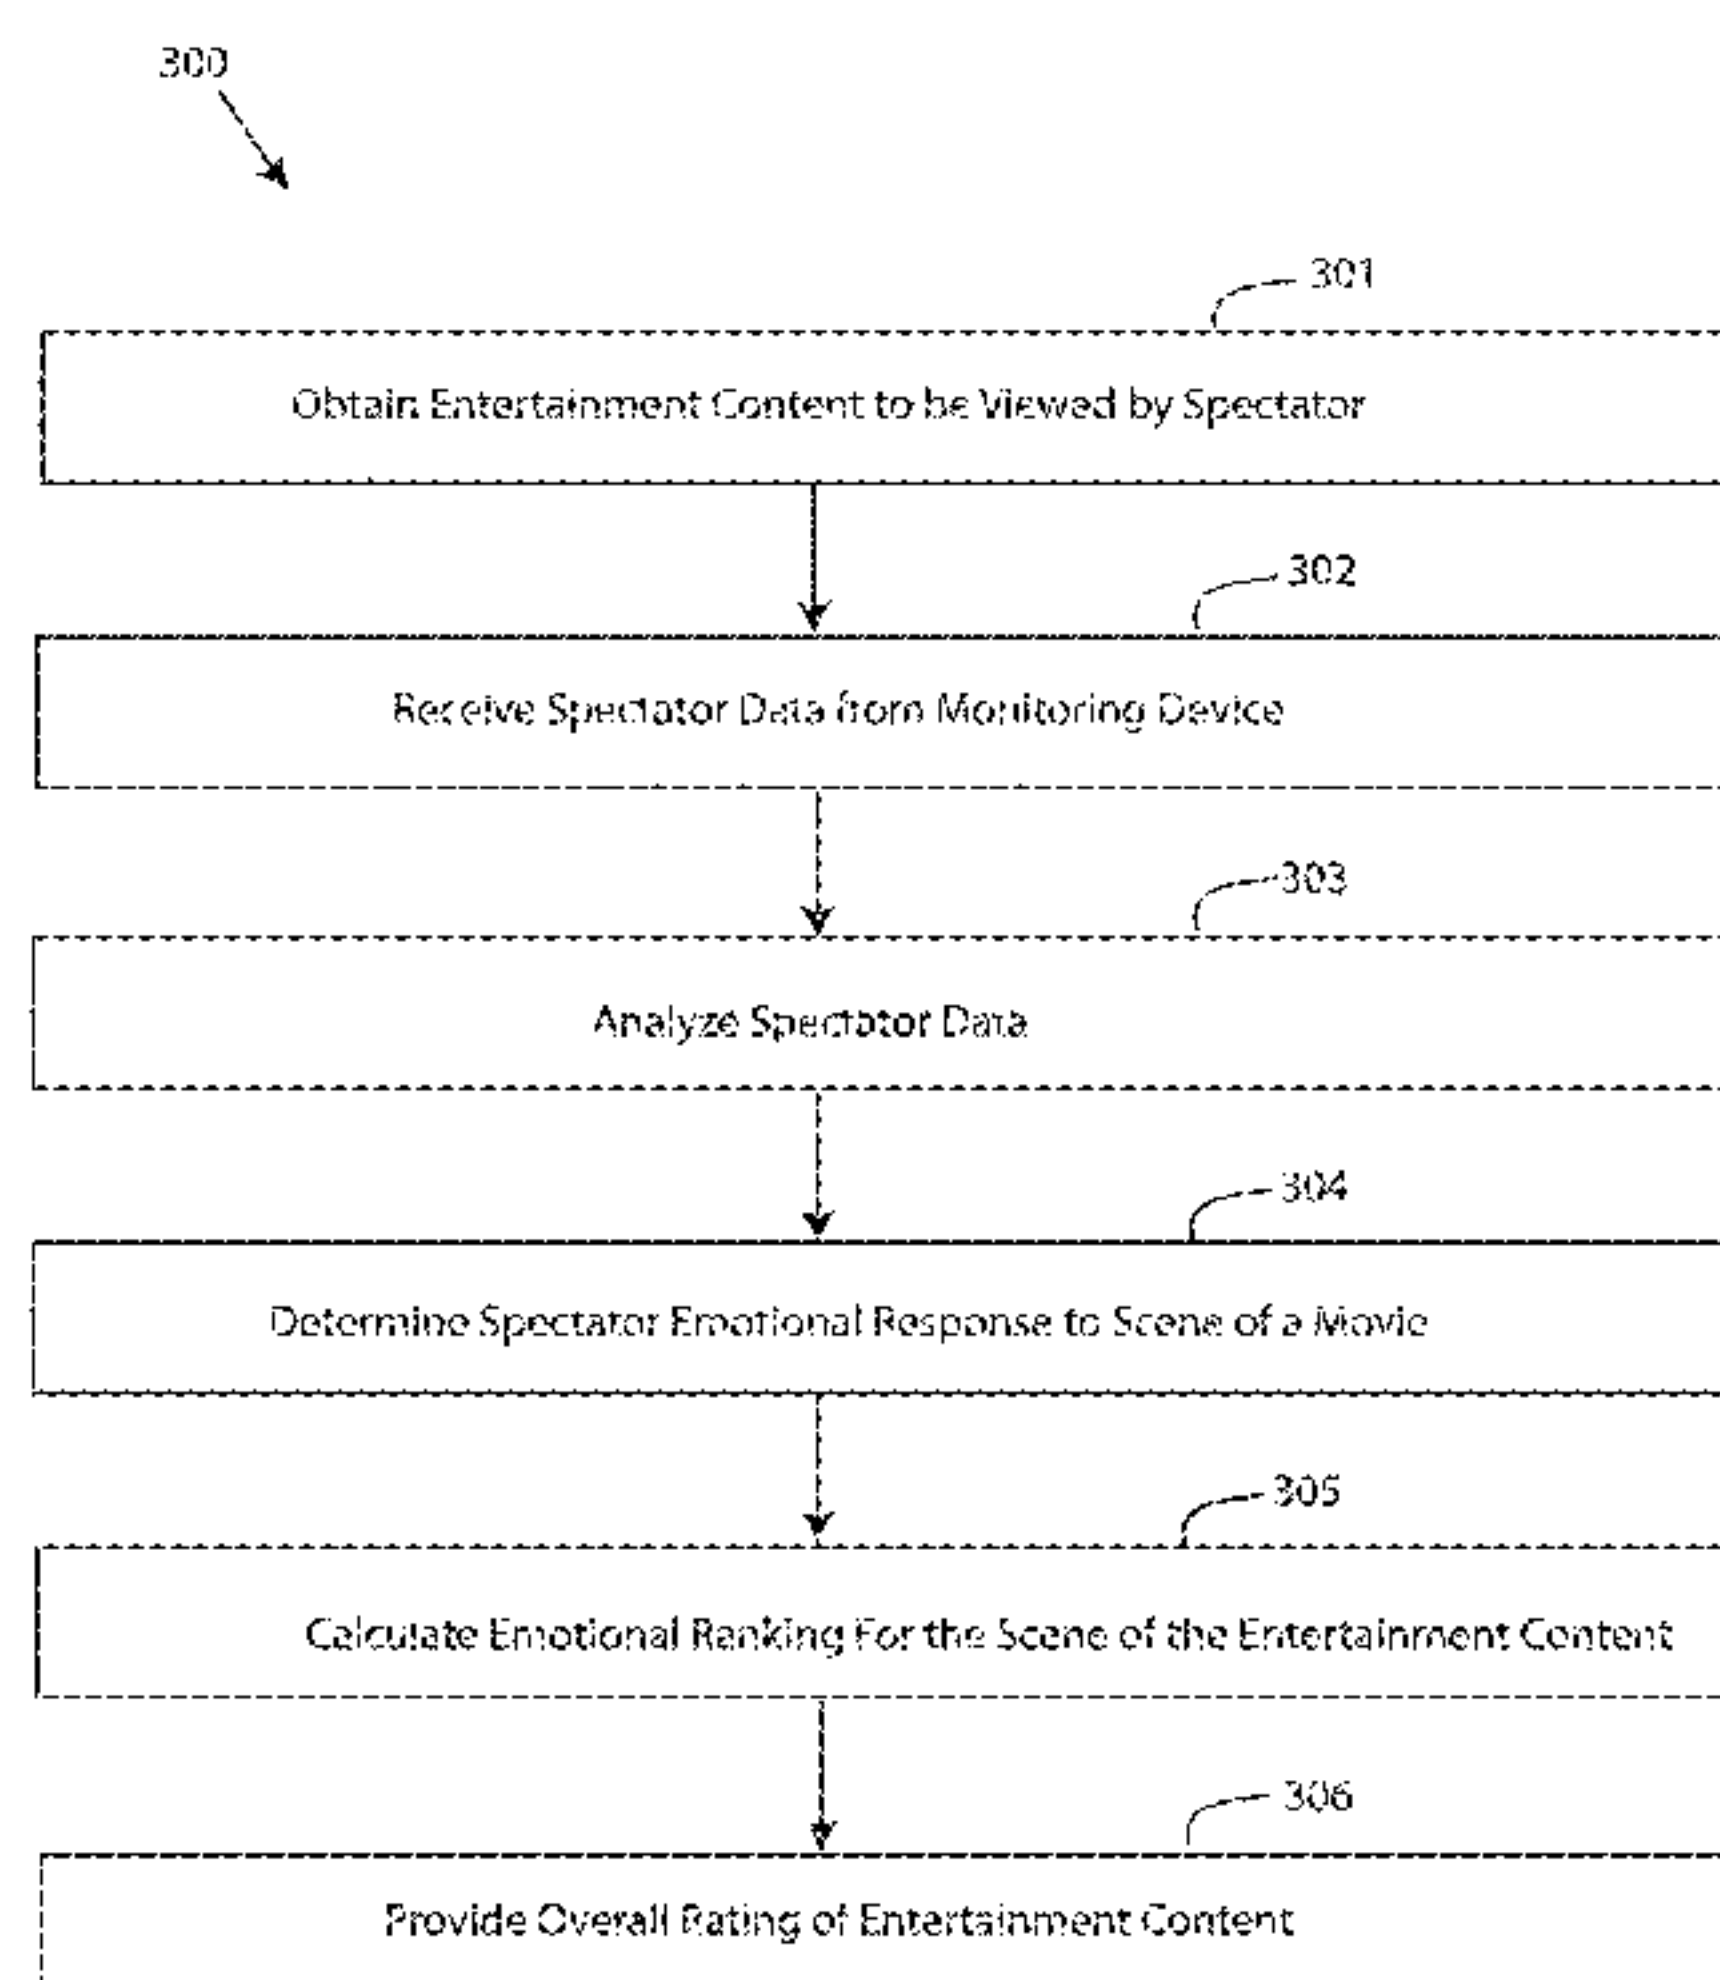 300
301
Obtain Entertainment Content to be Viewed by Spectator
302
Receive Spectator Data from Monitoring Device
303
Analyze Spectator Data
304
Determine Spectator Emotional Response to Scene of a Movie
305
Calculate Emotional Ranking For the Scene of the Entertainment Content
306
Provide Overall Rating of Entertainment Content